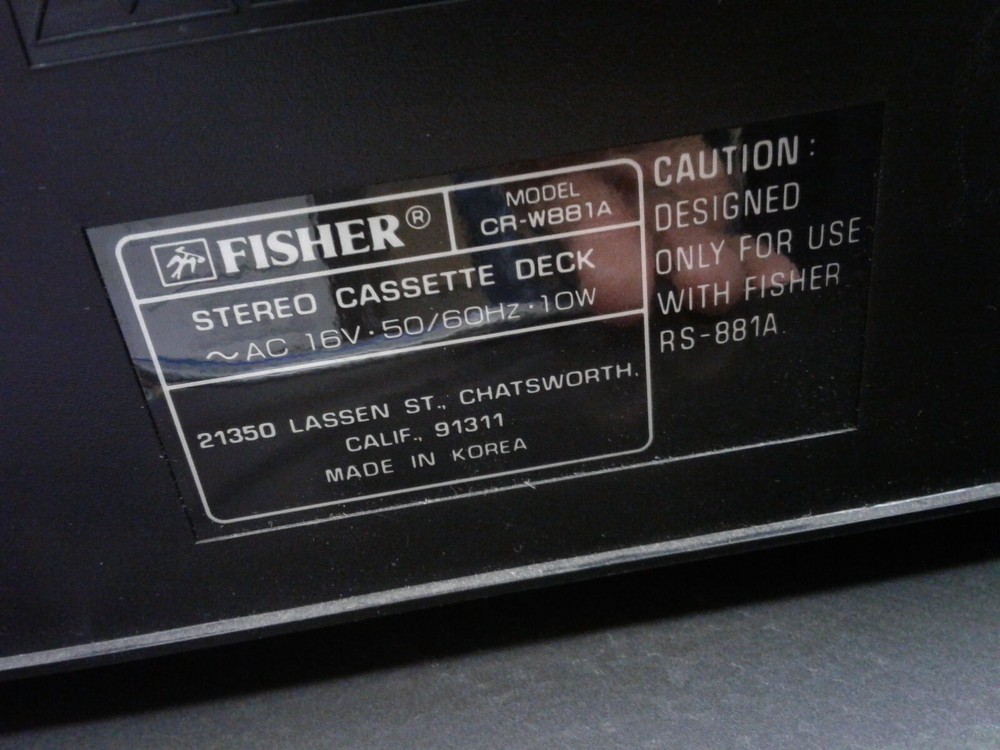 FISHER®
MODEL
CR-W881A
STEREO CASSETTE DECK
~AC 16V·50/60Hz·10W
21350 LASSEN ST., CHATSWORTH.
CALIF., 91311
MADE IN KOREA
CAUTION:
DESIGNED
ONLY FOR USE
WITH FISHER
RS-881A.